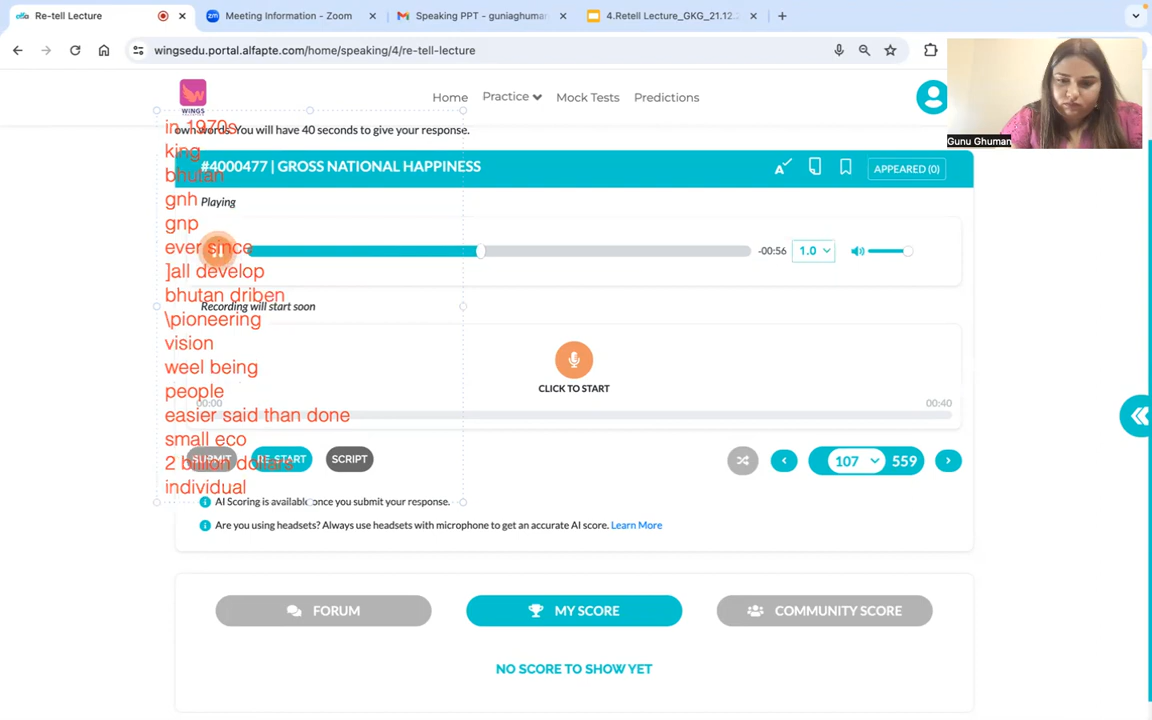 Re-tell Lecture
Meeting Information - Zoom
Speaking PPT - guniaghuman
4.Retell Lecture_GKG_21.12.
wingsedu.portal.alfapte.com/home/speaking/4/re-tell-lecture
WINGS
Home
Practice
Mock Tests
Predictions
Gunu Ghuman
own words. You will have 40 seconds to give your response.
#4000477 | GROSS NATIONAL HAPPINESS
APPEARED (0)
Playing
-00:56
1.0
Recording will start soon
CLICK TO START
00:00
00:40
SUBMIT
RE-START
SCRIPT
107
559
AI Scoring is available once you submit your response.
Are you using headsets? Always use headsets with microphone to get an accurate AI score. Learn More
FORUM
MY SCORE
COMMUNITY SCORE
NO SCORE TO SHOW YET
in 1970s
king
bhutan
gnh
gnp
ever since
]all develop
bhutan driben
\pioneering
vision
weel being
people
easier said than done
small eco
2 billion dollars
individual